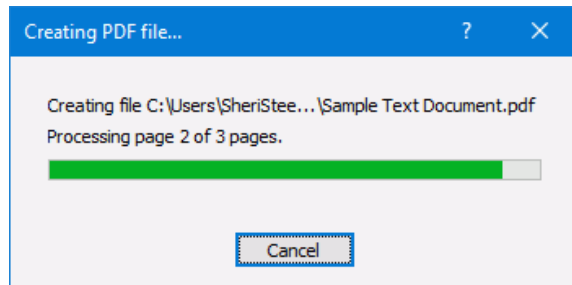 Creating PDF file... ?
Creating file C:\Users\SheriStee...\Sample Text Document.pdf
Processing page 2 of 3 pages.
Cancel